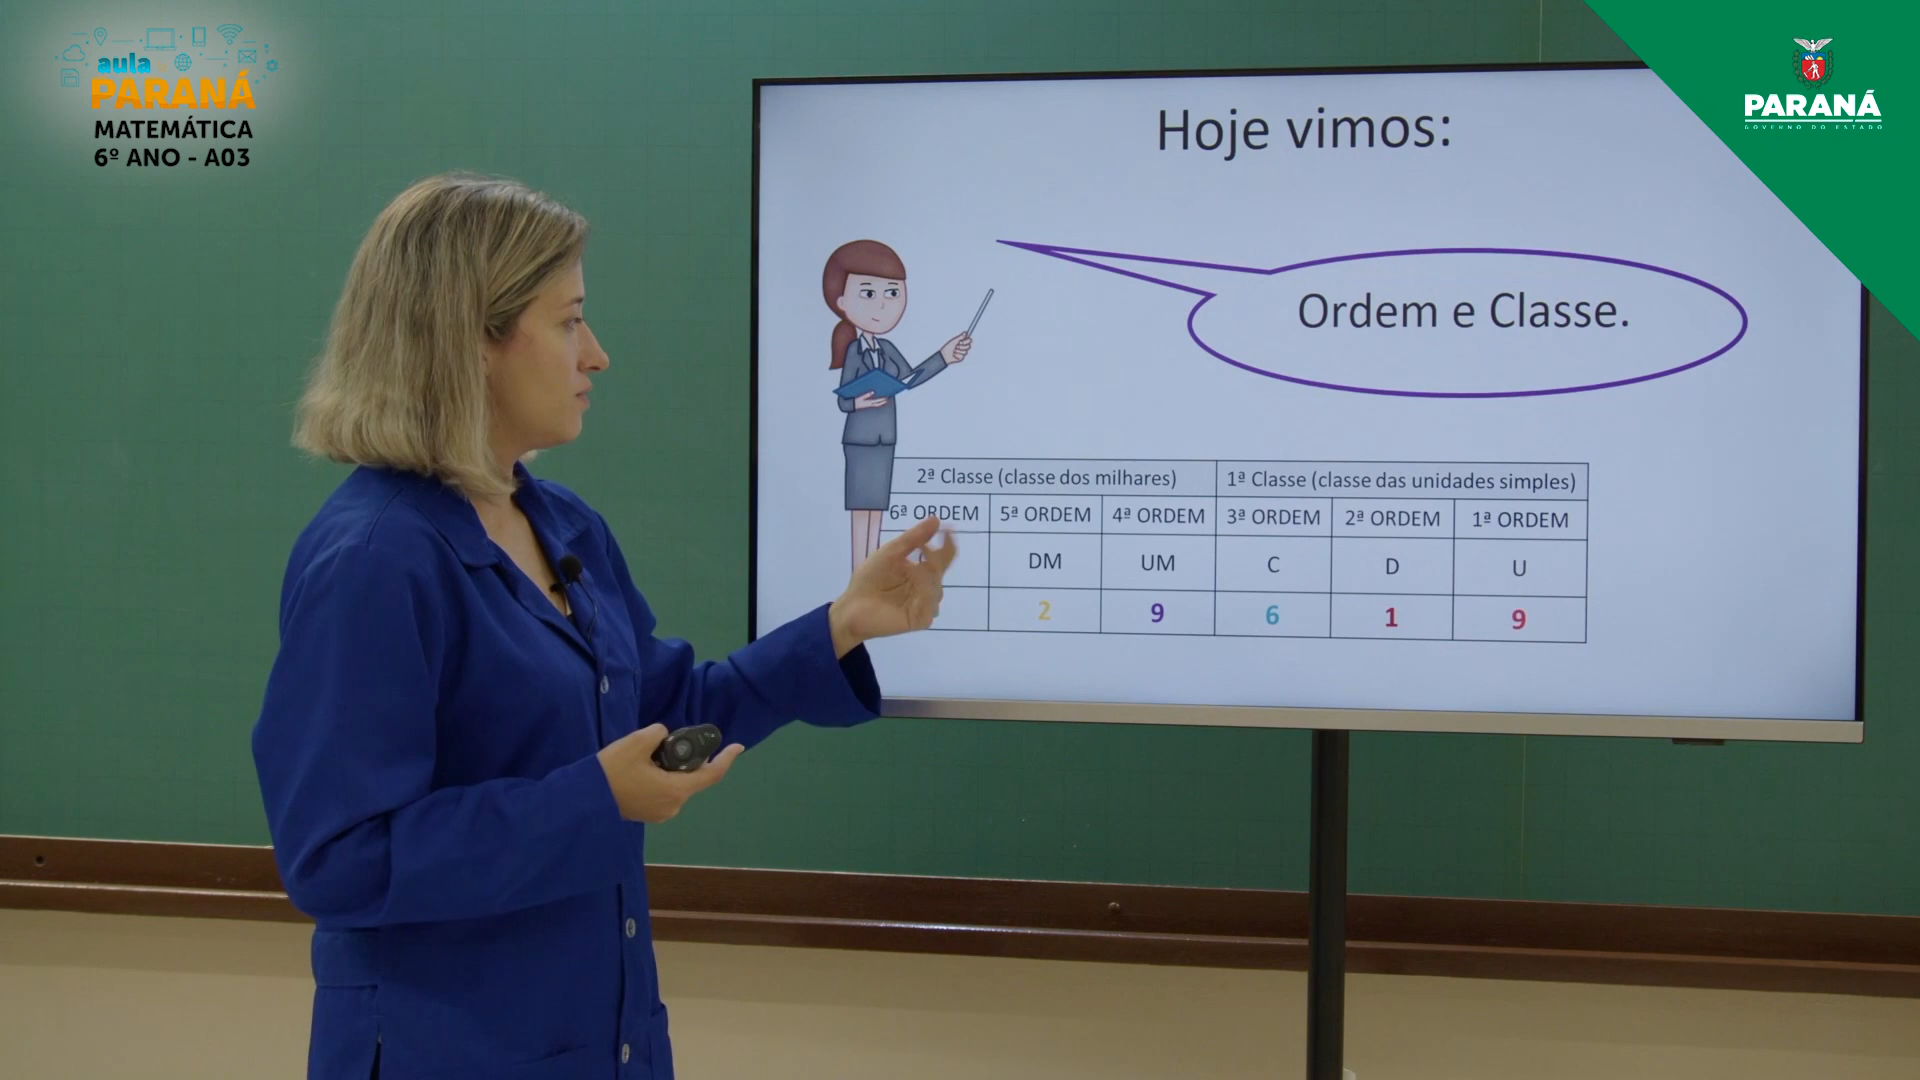 aula
PARANÁ
MATEMÁTICA
6º ANO - A03
PARANÁ
GOVERNO DO ESTADO
Hoje vimos:
Ordem e Classe.
2ª Classe (classe dos milhares) 1ª Classe (classe das unidades simples)
6ª ORDEM 5ª ORDEM 4ª ORDEM 3ª ORDEM 2ª ORDEM 1ª ORDEM
DM UM C D U
2 9 6 1 9